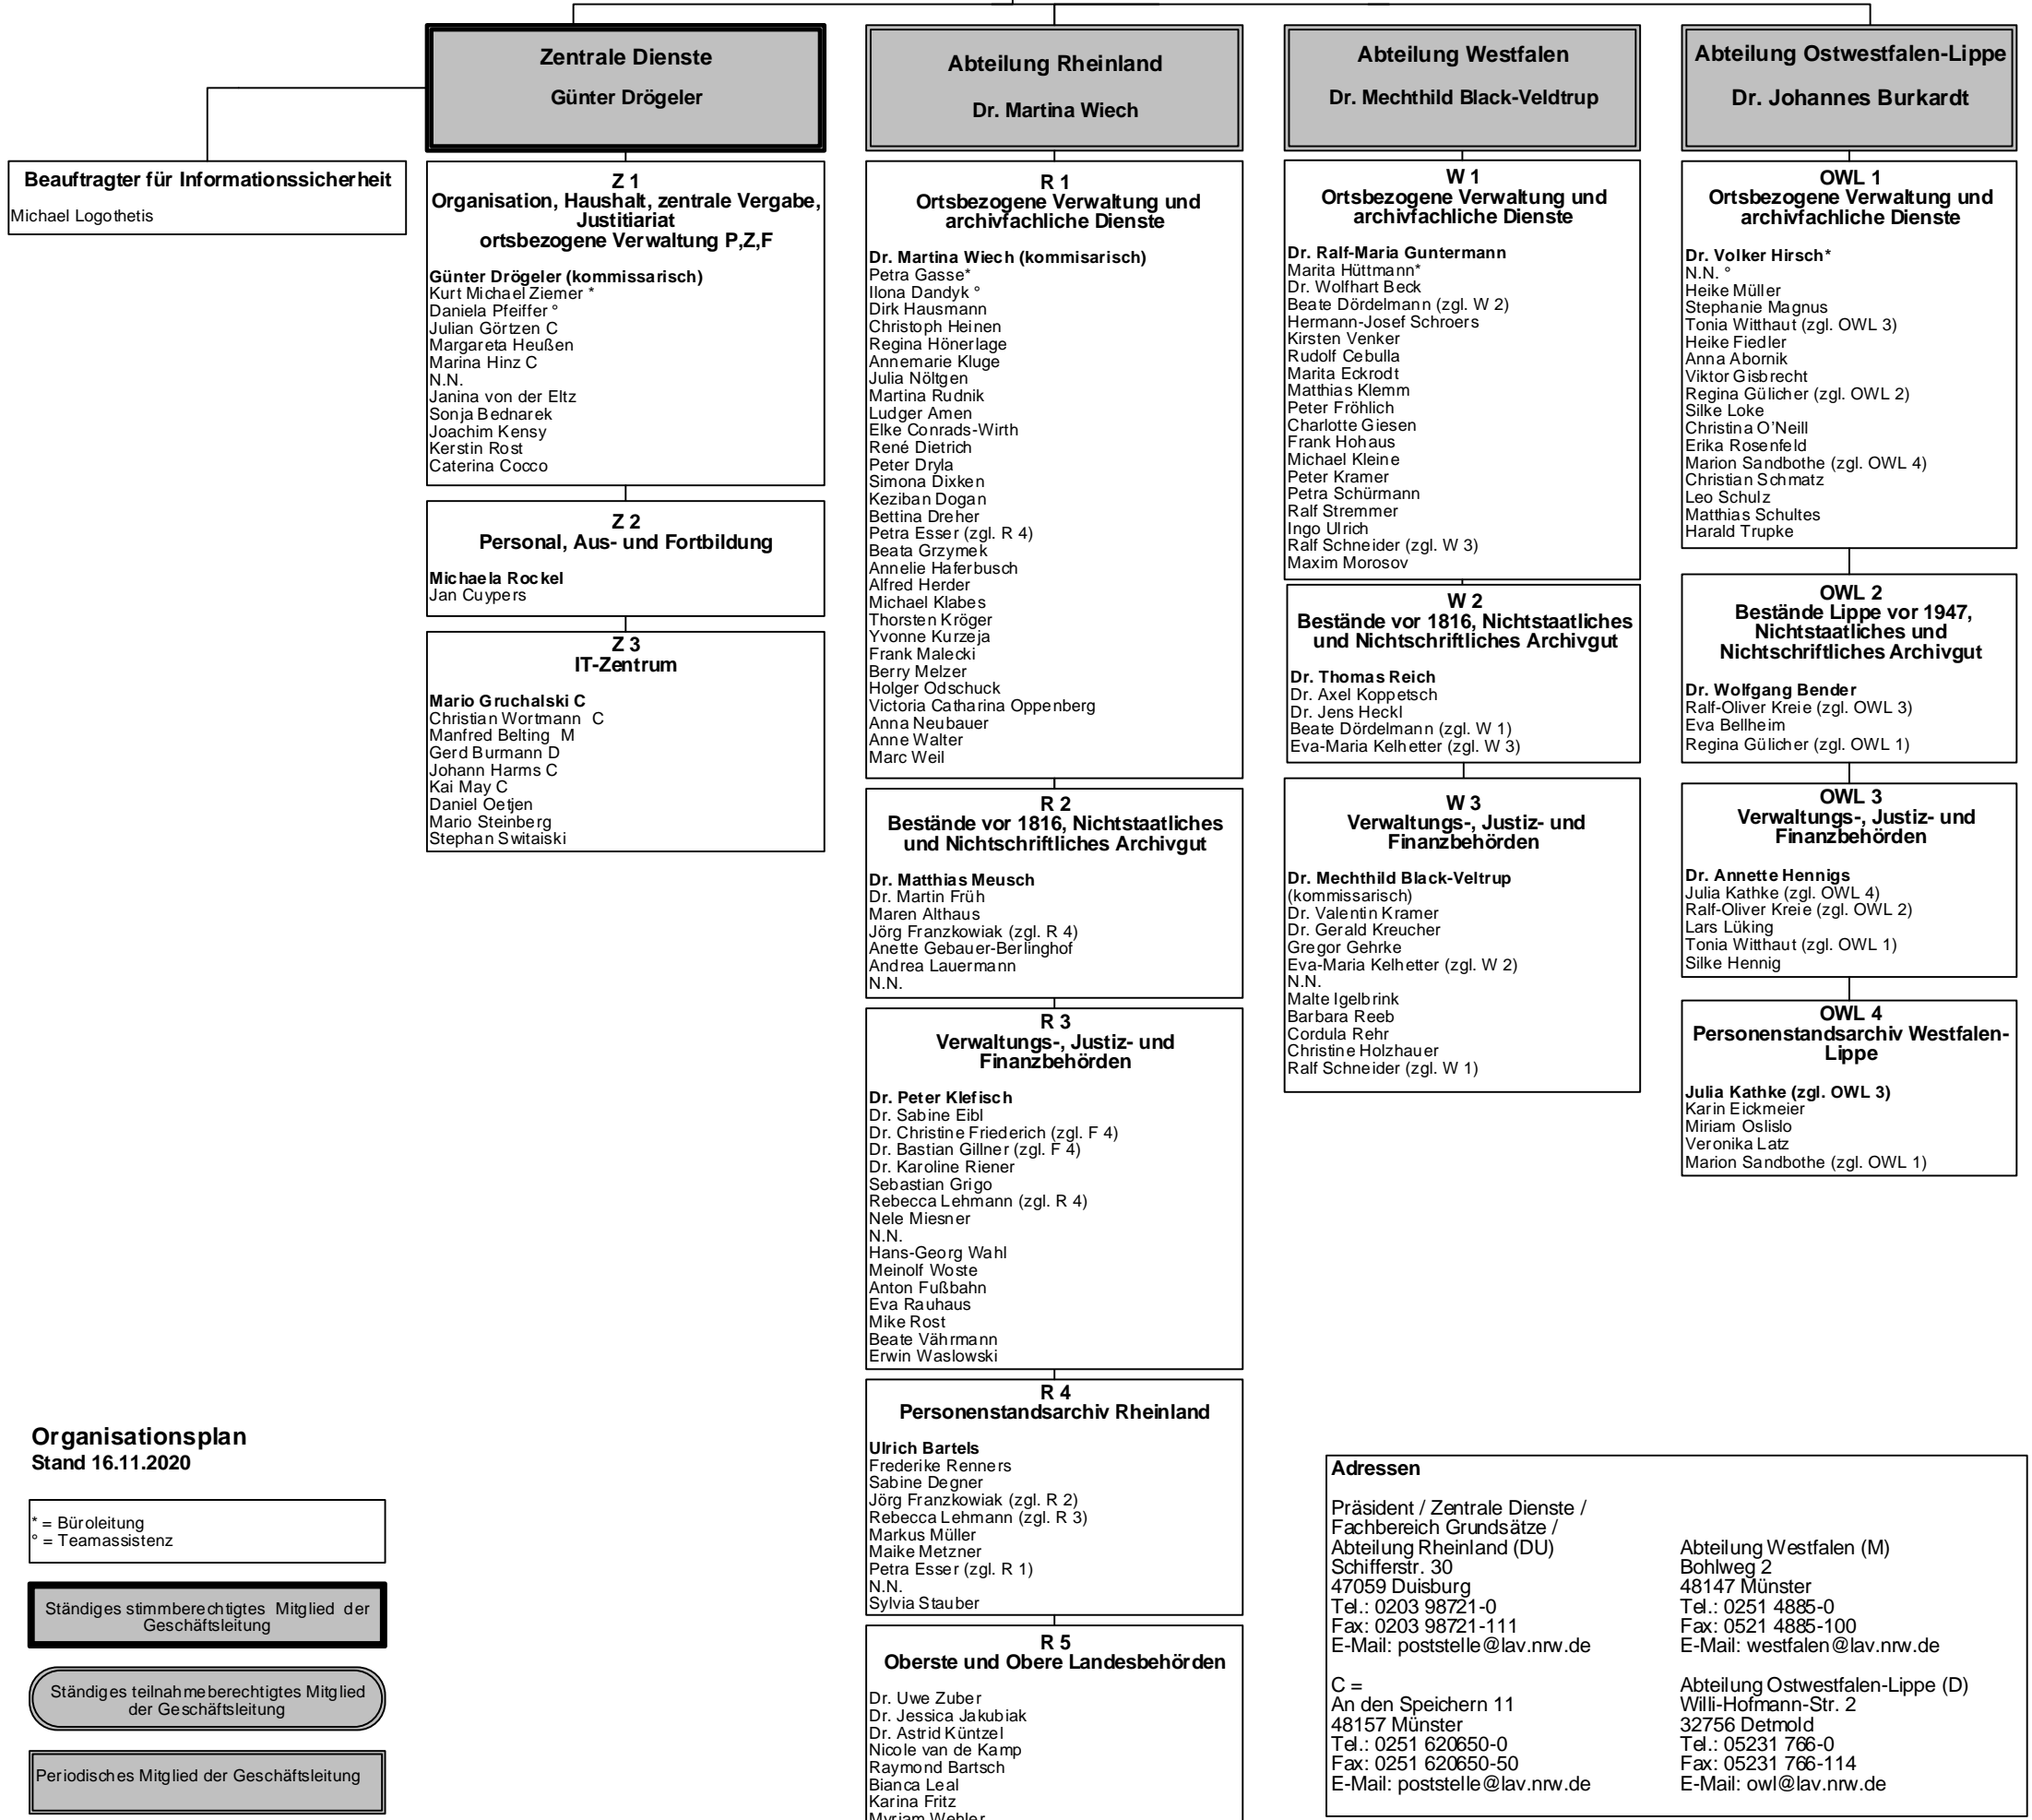 Zentrale Dienste
Günter Drögeler
Abteilung Rheinland
Dr. Martina Wiech
Abteilung Westfalen
Dr. Mechthild Black-Veldtrup
Abteilung Ostwestfalen-Lippe
Dr. Johannes Burkardt
Beauftragter für Informationssicherheit
Michael Logothetis
Z 1
Organisation, Haushalt, zentrale Vergabe,
Justitiariat
ortsbezogene Verwaltung P,Z,F
Günter Drögeler (kommissarisch)
Kurt Michael Ziemer *
Daniela Pfeiffer °
Julian Görtzen C
Margareta Heußen
Marina Hinz C
N.N.
Janina von der Eltz
Sonja Bednarek
Joachim Kensy
Kerstin Rost
Caterina Cocco
Z 2
Personal, Aus- und Fortbildung
Michaela Rockel
Jan Cuypers
Z 3
IT-Zentrum
Mario Gruchalski C
Christian Wortmann C
Manfred Belting M
Gerd Burmann D
Johann Harms C
Kai May C
Daniel Oetjen
Mario Steinberg
Stephan Switaiski
R 1
Ortsbezogene Verwaltung und
archivfachliche Dienste
Dr. Martina Wiech (kommisarisch)
Petra Gasse*
Ilona Dandyk °
Dirk Hausmann
Christoph Heinen
Regina Hönerlage
Annemarie Kluge
Julia Nöltgen
Martina Rudnik
Ludger Amen
Elke Conrads-Wirth
René Dietrich
Peter Dryla
Simona Dixken
Keziban Dogan
Bettina Dreher
Petra Esser (zgl. R 4)
Beata Grzymek
Annelie Haferbusch
Alfred Herder
Michael Klabes
Thorsten Kröger
Yvonne Kurzeja
Frank Malecki
Berry Melzer
Holger Odschuck
Victoria Catharina Oppenberg
Anna Neubauer
Anne Walter
Marc Weil
R 2
Bestände vor 1816, Nichtstaatliches
und Nichtschriftliches Archivgut
Dr. Matthias Meusch
Dr. Martin Früh
Maren Althaus
Jörg Franzkowiak (zgl. R 4)
Anette Gebauer-Berlinghof
Andrea Lauermann
N.N.
R 3
Verwaltungs-, Justiz- und
Finanzbehörden
Dr. Peter Klefisch
Dr. Sabine Eibl
Dr. Christine Friederich (zgl. F 4)
Dr. Bastian Gillner (zgl. F 4)
Dr. Karoline Riener
Sebastian Grigo
Rebecca Lehmann (zgl. R 4)
Nele Miesner
N.N.
Hans-Georg Wahl
Meinolf Woste
Anton Fußbahn
Eva Rauhaus
Mike Rost
Beate Vährmann
Erwin Waslowski
R 4
Personenstandsarchiv Rheinland
Ulrich Bartels
Frederike Renners
Sabine Degner
Jörg Franzkowiak (zgl. R 2)
Rebecca Lehmann (zgl. R 3)
Markus Müller
Maike Metzner
Petra Esser (zgl. R 1)
N.N.
Sylvia Stauber
R 5
Oberste und Obere Landesbehörden
Dr. Uwe Zuber
Dr. Jessica Jakubiak
Dr. Astrid Küntzel
Nicole van de Kamp
Raymond Bartsch
Bianca Leal
Karina Fritz
Myriam Wehler
W 1
Ortsbezogene Verwaltung und
archivfachliche Dienste
Dr. Ralf-Maria Guntermann
Marita Hüttmann*
Dr. Wolfhart Beck
Beate Dördelmann (zgl. W 2)
Hermann-Josef Schroers
Kirsten Venker
Rudolf Cebulla
Marita Eckrodt
Matthias Klemm
Peter Fröhlich
Charlotte Giesen
Frank Hohaus
Michael Kleine
Peter Kramer
Petra Schürmann
Ralf Stremmer
Ingo Ulrich
Ralf Schneider (zgl. W 3)
Maxim Morosov
W 2
Bestände vor 1816, Nichtstaatliches
und Nichtschriftliches Archivgut
Dr. Thomas Reich
Dr. Axel Koppetsch
Dr. Jens Heckl
Beate Dördelmann (zgl. W 1)
Eva-Maria Kelhetter (zgl. W 3)
W 3
Verwaltungs-, Justiz- und
Finanzbehörden
Dr. Mechthild Black-Veltrup
(kommissarisch)
Dr. Valentin Kramer
Dr. Gerald Kreucher
Gregor Gehrke
Eva-Maria Kelhetter (zgl. W 2)
N.N.
Malte Igelbrink
Barbara Reeb
Cordula Rehr
Christine Holzhauer
Ralf Schneider (zgl. W 1)
OWL 1
Ortsbezogene Verwaltung und
archivfachliche Dienste
Dr. Volker Hirsch*
N.N. °
Heike Müller
Stephanie Magnus
Tonia Witthaut (zgl. OWL 3)
Heike Fiedler
Anna Abornik
Viktor Gisbrecht
Regina Gülicher (zgl. OWL 2)
Silke Loke
Christina O'Neill
Erika Rosenfeld
Marion Sandbothe (zgl. OWL 4)
Christian Schmatz
Leo Schulz
Matthias Schultes
Harald Trupke
OWL 2
Bestände Lippe vor 1947,
Nichtstaatliches und
Nichtschriftliches Archivgut
Dr. Wolfgang Bender
Ralf-Oliver Kreie (zgl. OWL 3)
Eva Bellheim
Regina Gülicher (zgl. OWL 1)
OWL 3
Verwaltungs-, Justiz- und
Finanzbehörden
Dr. Annette Hennigs
Julia Kathke (zgl. OWL 4)
Ralf-Oliver Kreie (zgl. OWL 2)
Lars Lüking
Tonia Witthaut (zgl. OWL 1)
Silke Hennig
OWL 4
Personenstandsarchiv Westfalen-
Lippe
Julia Kathke (zgl. OWL 3)
Karin Eickmeier
Miriam Oslislo
Veronika Latz
Marion Sandbothe (zgl. OWL 1)
Organisationsplan
Stand 16.11.2020
* = Büroleitung
° = Teamassistenz
Ständiges stimmberechtigtes Mitglied der
Geschäftsleitung
Ständiges teilnahmeberechtigtes Mitglied
der Geschäftsleitung
Periodisches Mitglied der Geschäftsleitung
Adressen
Präsident / Zentrale Dienste /
Fachbereich Grundsätze /
Abteilung Rheinland (DU)
Schifferstr. 30
47059 Duisburg
Tel.: 0203 98721-0
Fax: 0203 98721-111
E-Mail: poststelle@lav.nrw.de
C =
An den Speichern 11
48157 Münster
Tel.: 0251 620650-0
Fax: 0251 620650-50
E-Mail: poststelle@lav.nrw.de
Abteilung Westfalen (M)
Bohlweg 2
48147 Münster
Tel.: 0251 4885-0
Fax: 0521 4885-100
E-Mail: westfalen@lav.nrw.de
Abteilung Ostwestfalen-Lippe (D)
Willi-Hofmann-Str. 2
32756 Detmold
Tel.: 05231 766-0
Fax: 05231 766-114
E-Mail: owl@lav.nrw.de